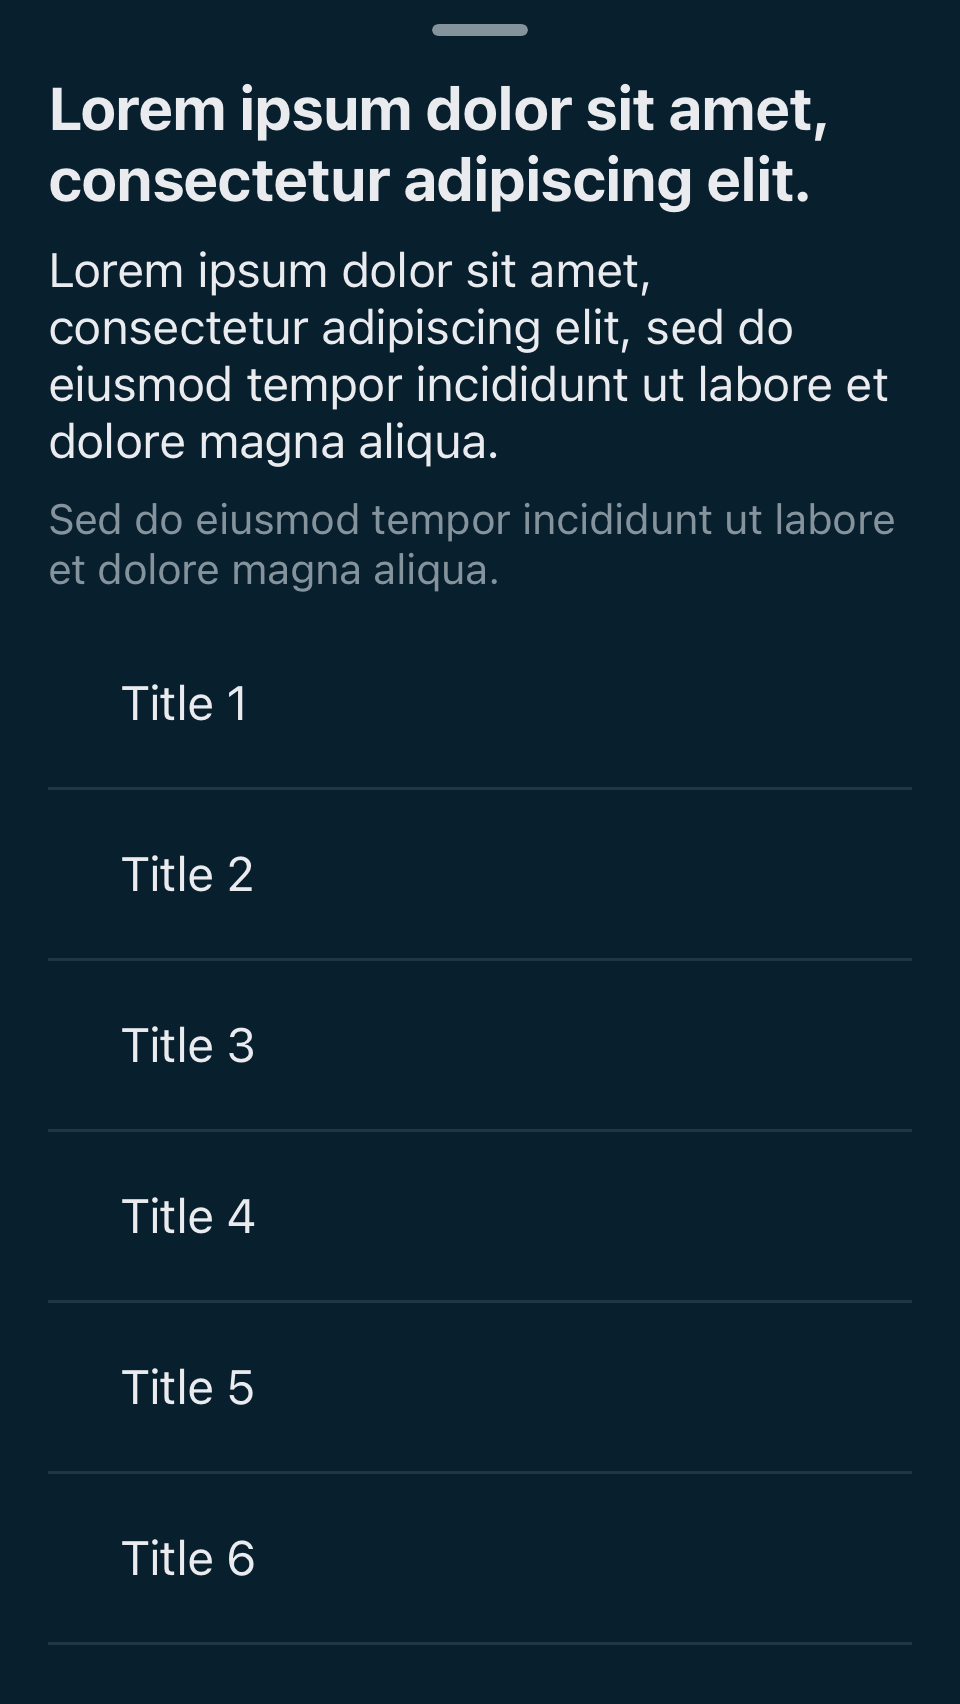 Lorem ipsum dolor sit amet,
consectetur adipiscing elit.
Lorem ipsum dolor sit amet,
consectetur adipiscing elit, sed do
eiusmod tempor incididunt ut labore et
dolore magna aliqua.
Sed do eiusmod tempor incididunt ut labore
et dolore magna aliqua.
Title 1
Title 2
Title 3
Title 4
Title 5
Title 6